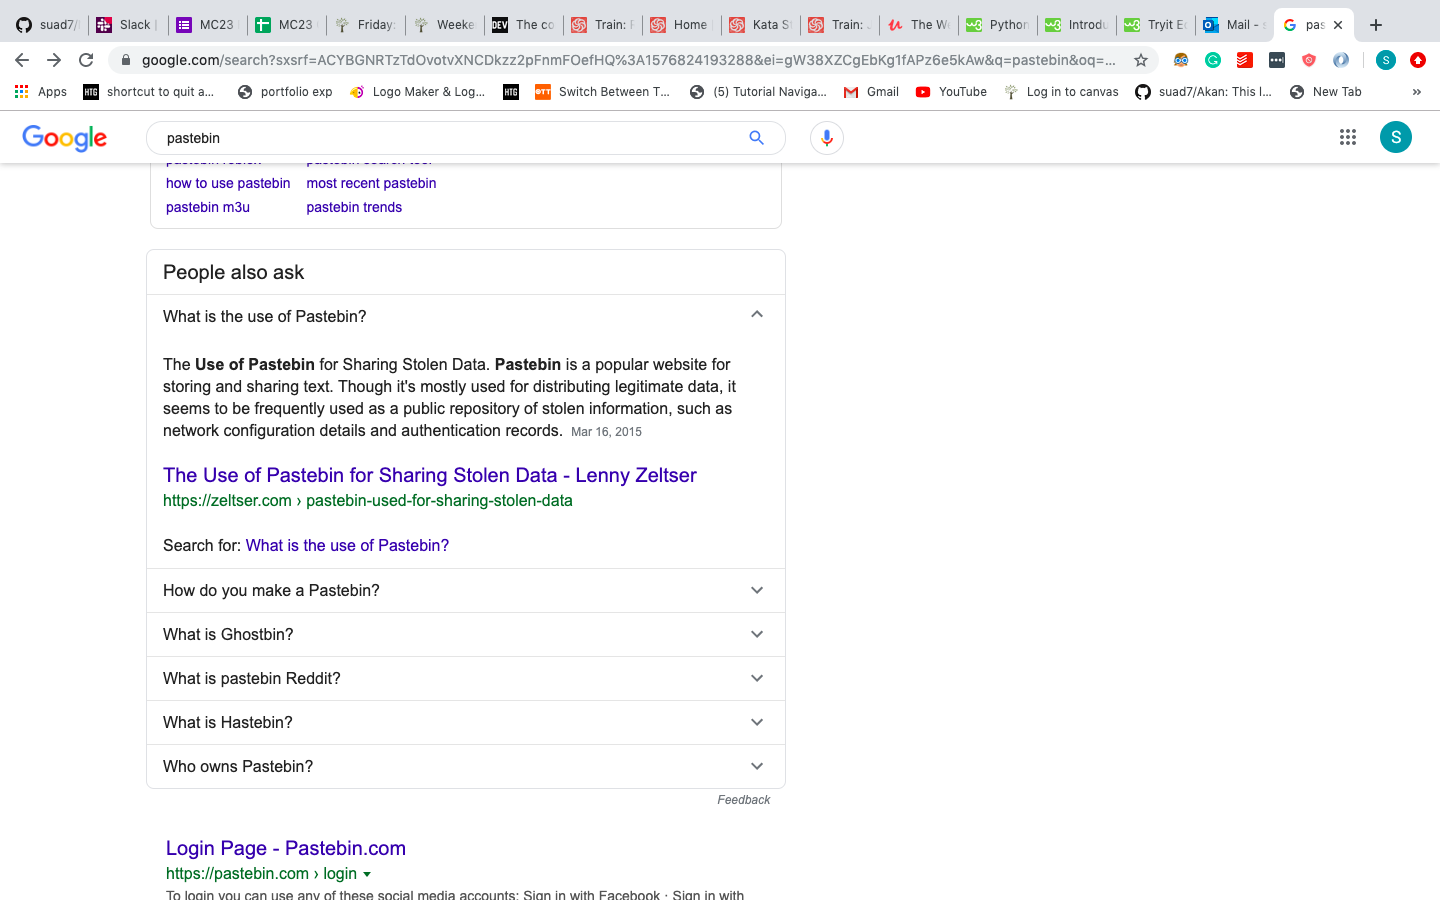 suad7/ Slack | MC23 MC23 Friday: Weeke DEV The co Train: Home Kata S Train: The We Python Introdu Tryit E Mail - pas
google.com/search?sxsrf=ACYBGNRTzTdOvotvXNCDkzz2pFnmFOefHQ%3A1576824193288&ei=gW38XZCgEbKg1fAPz6e5kAw&q=pastebin&oq=... S
Apps HTG shortcut to quit a... portfolio exp Logo Maker & Log... HTG OTT Switch Between T... (5) Tutorial Naviga... Gmail YouTube Log in to canvas suad7/Akan: This I... New Tab »
Google pastebin S
how to use pastebin most recent pastebin
pastebin m3u pastebin trends
People also ask
What is the use of Pastebin?
The Use of Pastebin for Sharing Stolen Data. Pastebin is a popular website for
storing and sharing text. Though it's mostly used for distributing legitimate data, it
seems to be frequently used as a public repository of stolen information, such as
network configuration details and authentication records. Mar 16, 2015
The Use of Pastebin for Sharing Stolen Data - Lenny Zeltser
https://zeltser.com › pastebin-used-for-sharing-stolen-data
Search for: What is the use of Pastebin?
How do you make a Pastebin?
What is Ghostbin?
What is pastebin Reddit?
What is Hastebin?
Who owns Pastebin?
Feedback
Login Page - Pastebin.com
https://pastebin.com › login
To login you can use any of these social media accounts: Sign in with Facebook · Sign in with